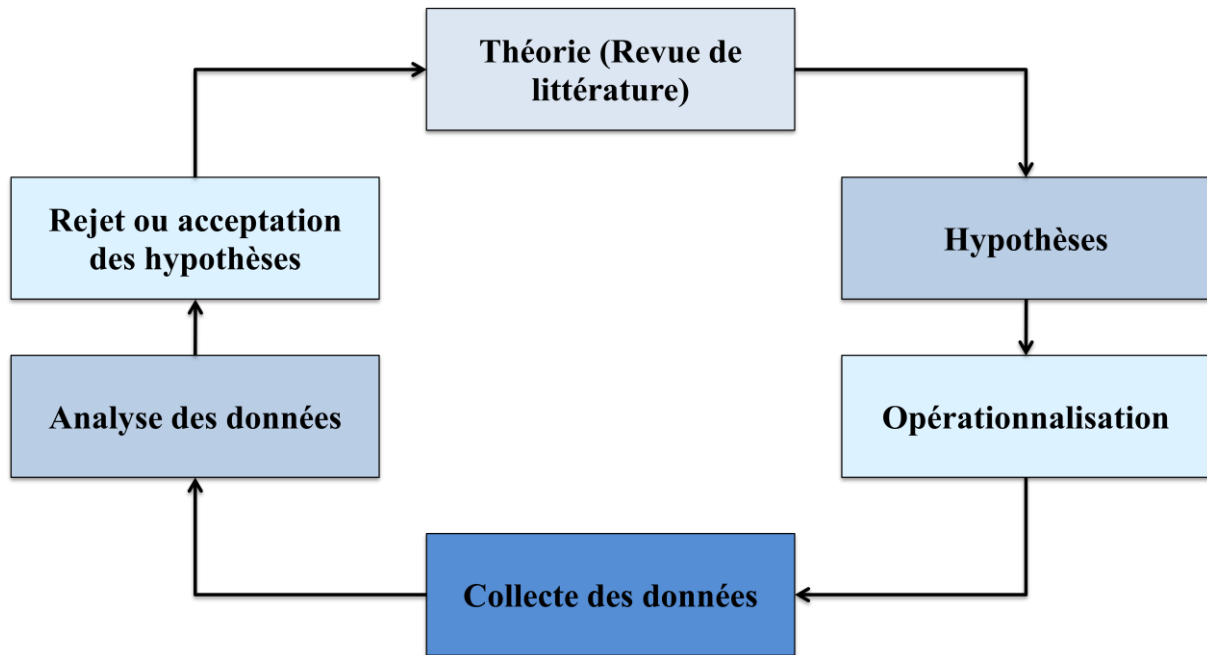 Théorie (Revue de
littérature)
Rejet ou acceptation
des hypothèses
Hypothèses
Analyse des données
Opérationnalisation
Collecte des données